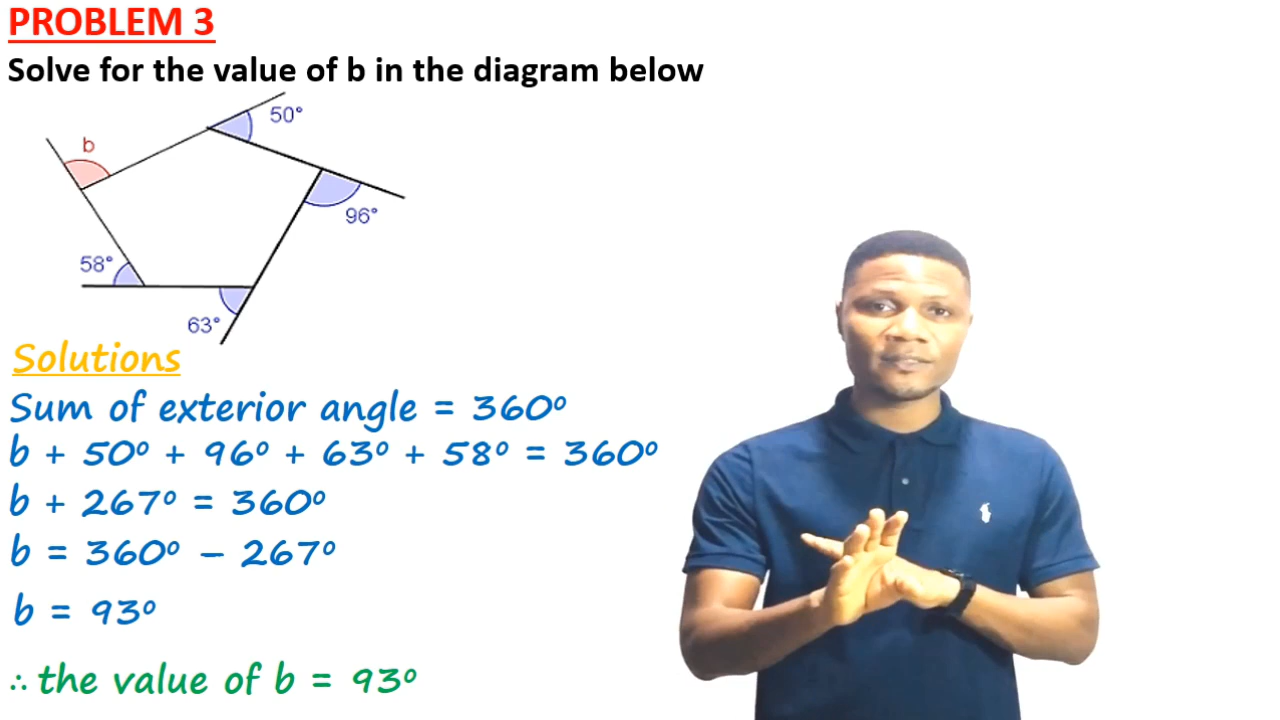 PROBLEM 3
Solve for the value of b in the diagram below
50°
b
96°
58°
63°
Solutions
Sum of exterior angle = 360°
b + 50° + 96° + 63° + 58° = 360°
b + 267° = 360°
b = 360° – 267°
b = 93°
∴ the value of b = 93°